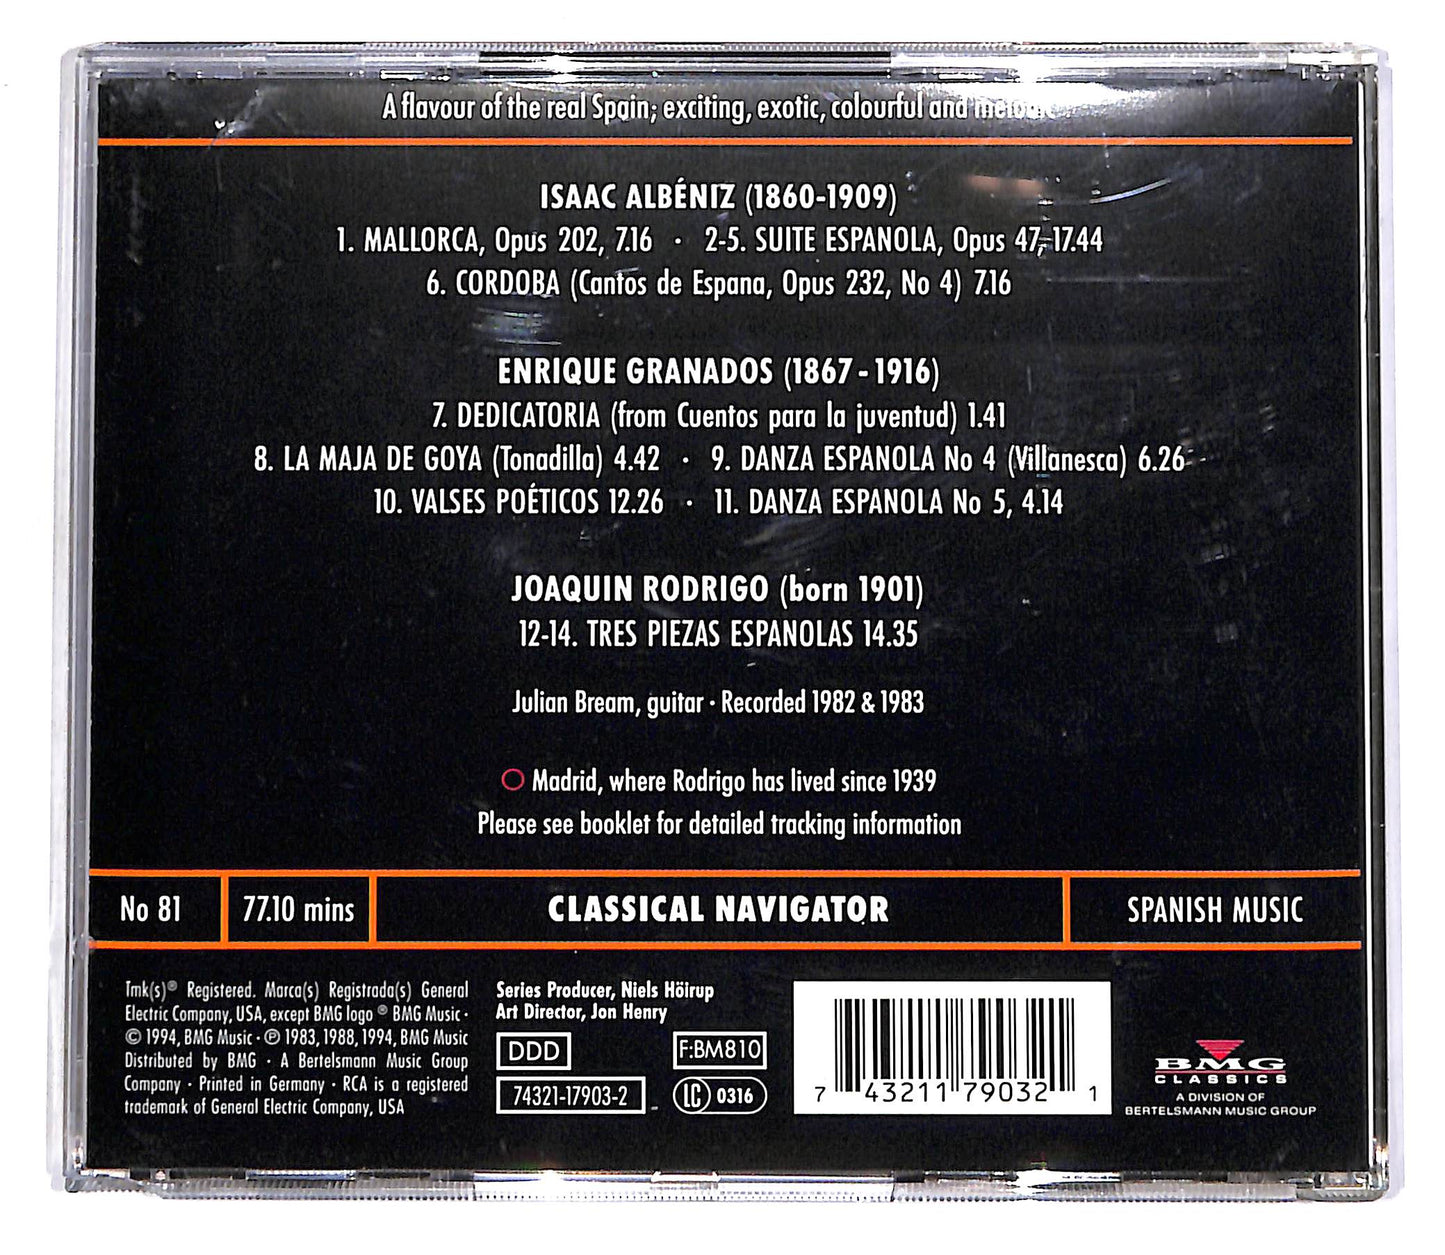 A flavour of the real Spain; exciting, exotic, colourful and
ISAAC ALBÉNIZ (1860-1909)
1. MALLORCA, Opus 202, 7.16 · 2-5. SUITE ESPANOLA, Opus 47, 17.44
6. CORDOBA (Cantos de Espana, Opus 232, No 4) 7.16
ENRIQUE GRANADOS (1867 - 1916)
7. DEDICATORIA (from Cuentos para la juventud) 1.41
8. LA MAJA DE GOYA (Tonadilla) 4.42 · 9. DANZA ESPANOLA No 4 (Villanesca) 6.26
10. VALSES POÉTICOS 12.26 · 11. DANZA ESPANOLA No 5, 4.14
JOAQUIN RODRIGO (born 1901)
12-14. TRES PIEZAS ESPANOLAS 14.35
Julian Bream, guitar · Recorded 1982 & 1983
Madrid, where Rodrigo has lived since 1939
Please see booklet for detailed tracking information
No 81 77.10 mins CLASSICAL NAVIGATOR SPANISH MUSIC
Tmk(s)® Registered. Marca(s) Registrada(s) General
Electric Company, USA, except BMG logo ® BMG Music ·
© 1994, BMG Music · ℗ 1983, 1988, 1994, BMG Music
Distributed by BMG · A Bertelsmann Music Group
Company · Printed in Germany · RCA is a registered
trademark of General Electric Company, USA
Series Producer, Niels Höirup
Art Director, Jon Henry
DDD F:BM810
74321-17903-2 LC 0316
7 43211 79032 1
BMG
CLASSICS
A DIVISION OF
BERTELSMANN MUSIC GROUP